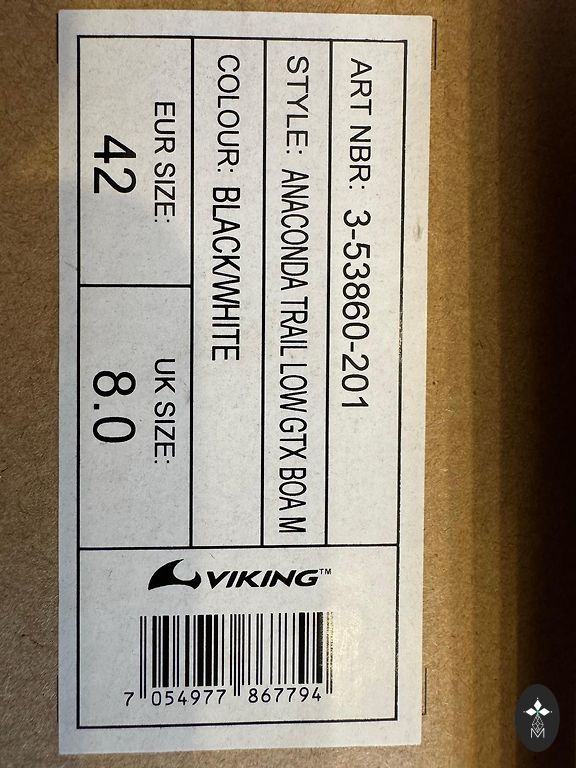 ART NBR: 3-53860-201
STYLE: ANACONDA TRAIL LOW GTX BOA M
COLOUR: BLACK/WHITE
EUR SIZE:
42
UK SIZE:
8.0
VIKING™
7 054977 867794
M